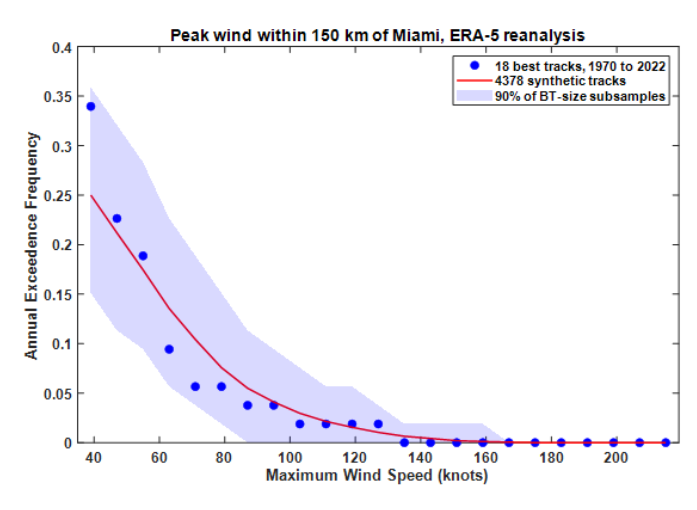 Peak wind within 150 km of Miami, ERA-5 reanalysis
18 best tracks, 1970 to 2022
4378 synthetic tracks
90% of BT-size subsamples
Annual Exceedence Frequency
0.4
0.35
0.3
0.25
0.2
0.15
0.1
0.05
0
40 60 80 100 120 140 160 180 200
Maximum Wind Speed (knots)